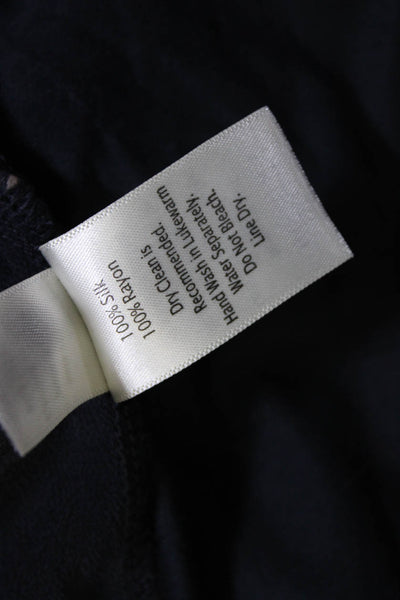 100% Silk
100% Rayon
Dry Clean is
Recommended.
Hand Wash in Lukewarm
Water Separately.
Do Not Bleach.
Line Dry.